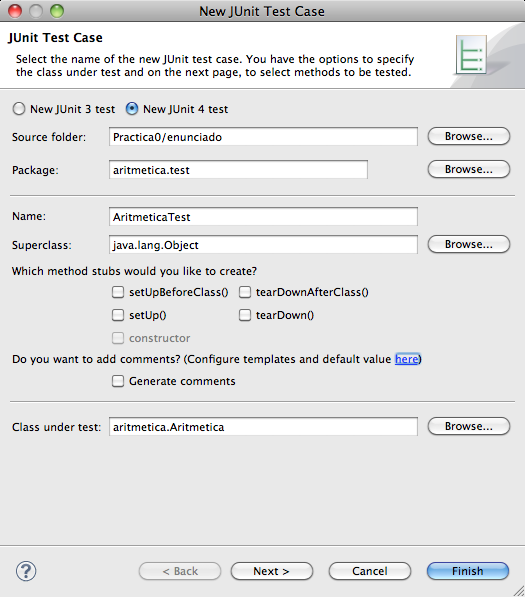 New JUnit Test Case
JUnit Test Case
Select the name of the new JUnit test case. You have the options to specify
the class under test and on the next page, to select methods to be tested.
New JUnit 3 test New JUnit 4 test
Source folder: Practica0/enunciado Browse...
Package: aritmetica.test Browse...
Name: AritmeticaTest
Superclass: java.lang.Object Browse...
Which method stubs would you like to create?
setUpBeforeClass() tearDownAfterClass()
setUp() tearDown()
constructor
Do you want to add comments? (Configure templates and default value here)
Generate comments
Class under test: aritmetica.Aritmetica Browse...
? < Back Next > Cancel Finish